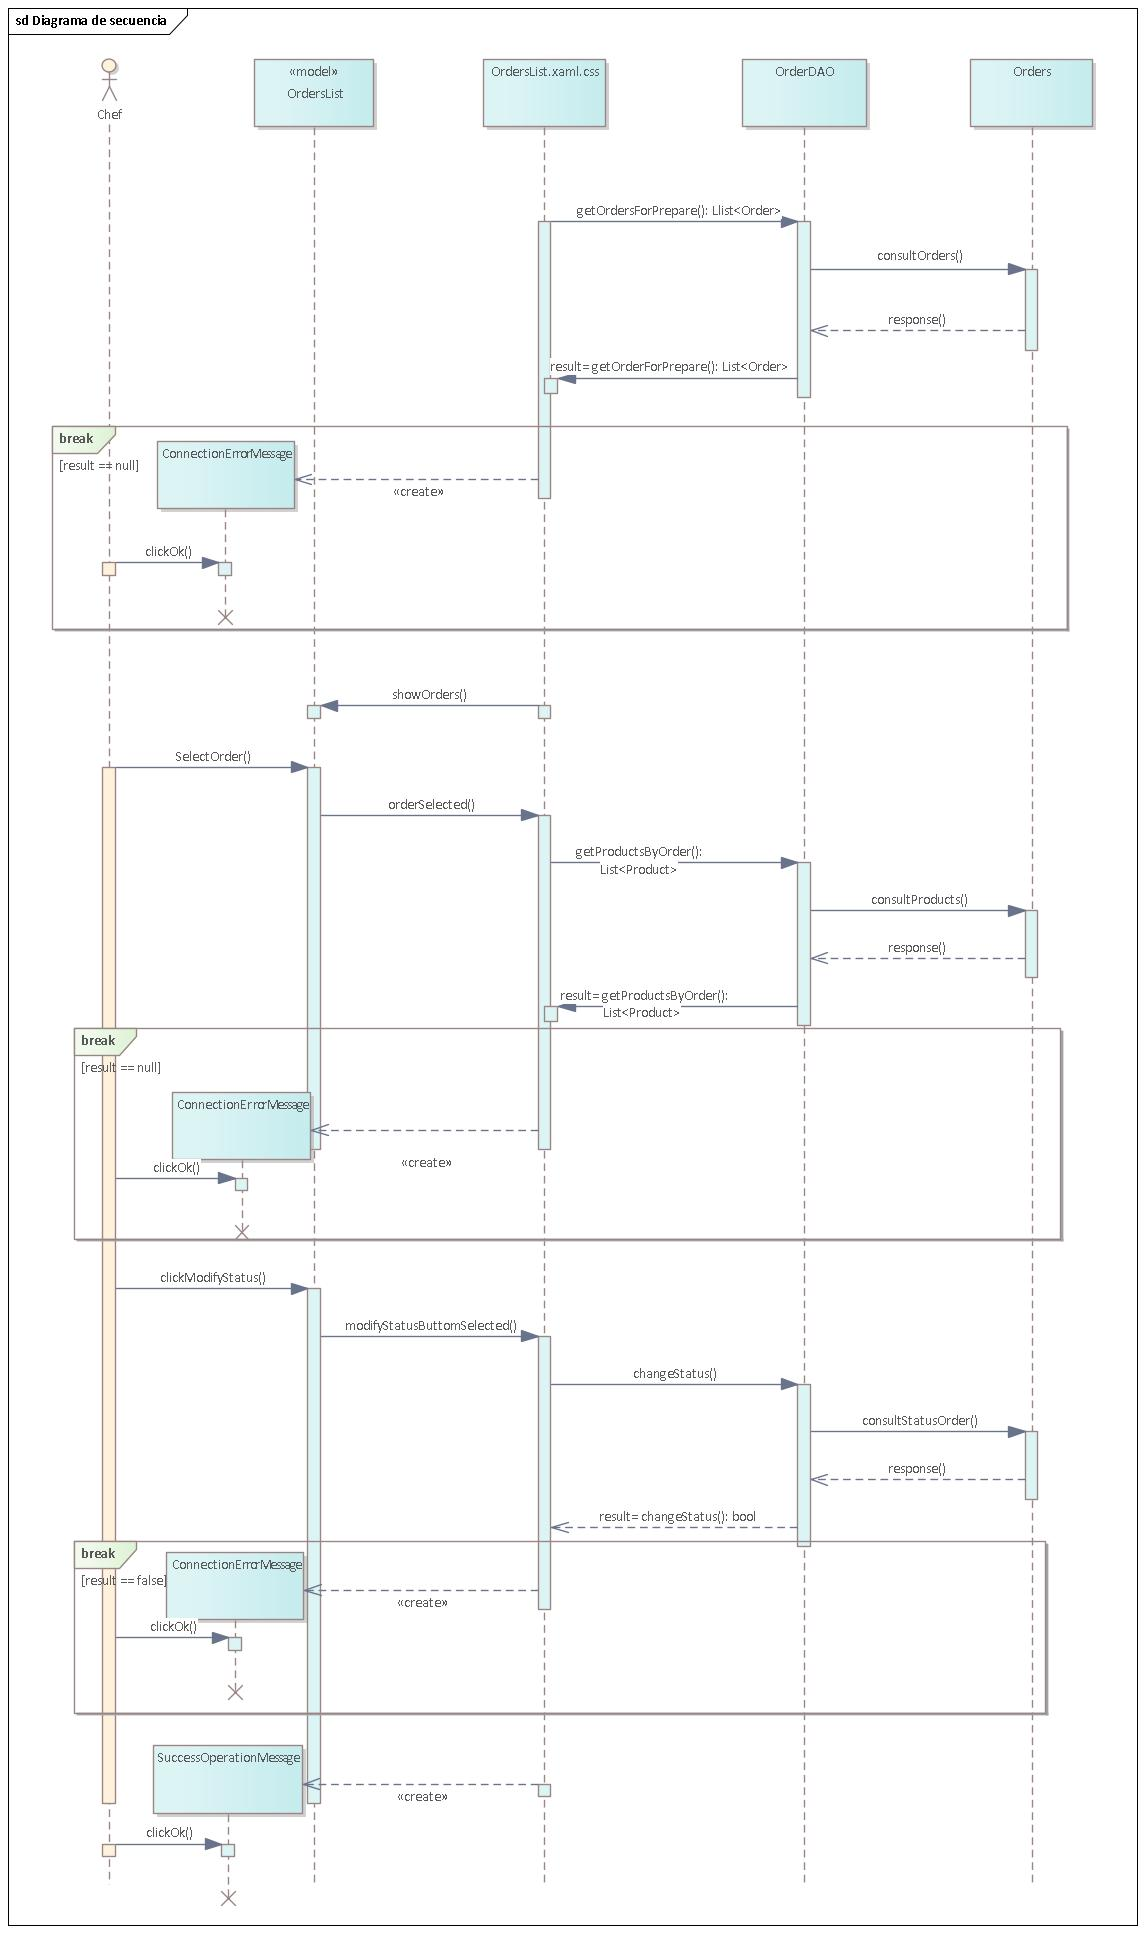 sd Diagrama de secuencia
Chef
«model»
OrdersList
OrdersList.xaml.css
OrderDAO
Orders
getOrdersForPrepare(): Llist<Order>
consultOrders()
response()
result= getOrderForPrepare(): List<Order>
break
[result == null]
ConnectionErrorMessage
«create»
clickOk()
showOrders()
SelectOrder()
orderSelected()
getProductsByOrder():
List<Product>
consultProducts()
response()
result= getProductsByOrder():
List<Product>
break
[result == null]
ConnectionErrorMessage
«create»
clickOk()
clickModifyStatus()
modifyStatusButtomSelected()
changeStatus()
consultStatusOrder()
response()
result= changeStatus(): bool
break
[result == false]
ConnectionErrorMessage
«create»
clickOk()
SuccessOperationMessage
«create»
clickOk()